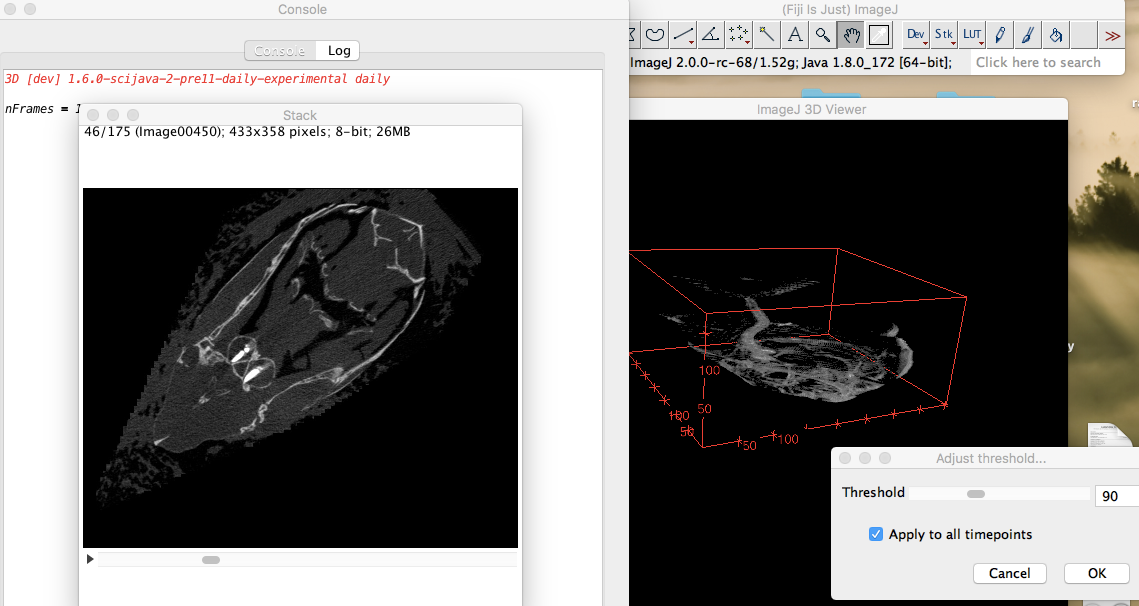 Console
(Fiji Is Just) ImageJ
Console Log
Dev Stk LUT >>
3D [dev] 1.6.0-scijava-2-pre11-daily-experimental daily
ImageJ 2.0.0-rc-68/1.52g; Java 1.8.0_172 [64-bit];
Click here to search
nFrames =
Stack
46/175 (Image00450); 433x358 pixels; 8-bit; 26MB
ImageJ 3D Viewer
100
50
100
50
50
100
y
Adjust threshold...
Threshold 90
Apply to all timepoints
Cancel OK